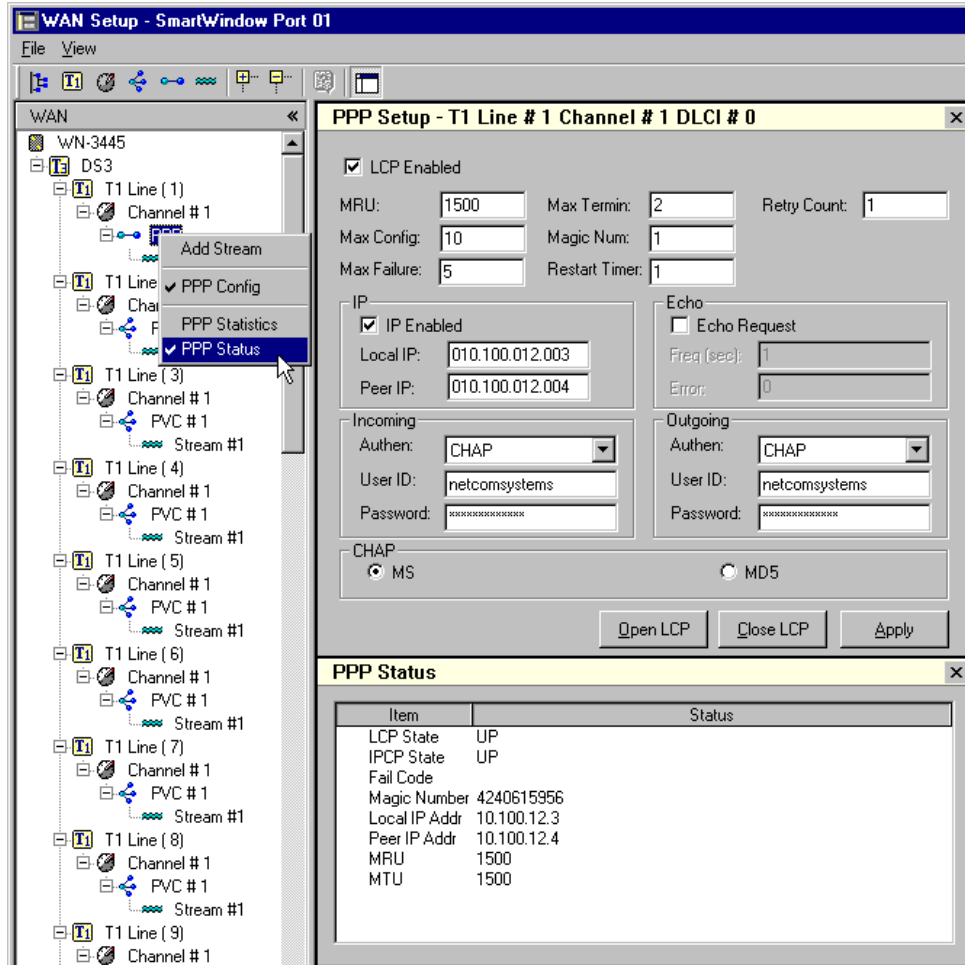 WAN Setup - SmartWindow Port 01
File View
WAN «
WN-3445
DS3
T1 Line ( 1)
Channel # 1
PPP
T1 Line
PVC # 1
T1 Line ( 3)
Channel # 1
PVC # 1
Stream #1
T1 Line ( 4)
Channel # 1
PVC # 1
Stream #1
T1 Line ( 5)
Channel # 1
PVC # 1
Stream #1
T1 Line ( 6)
Channel # 1
PVC # 1
Stream #1
T1 Line ( 7)
Channel # 1
PVC # 1
Stream #1
T1 Line ( 8)
Channel # 1
PVC # 1
Stream #1
T1 Line ( 9)
Channel # 1
Add Stream
PPP Config
PPP Statistics
PPP Status
PPP Setup - T1 Line # 1 Channel # 1 DLCI # 0
LCP Enabled
MRU: 1500 Max Termin: 2 Retry Count: 1
Max Config: 10 Magic Num: 1
Max Failure: 5 Restart Timer: 1
IP
IP Enabled
Local IP: 010.100.012.003
Peer IP: 010.100.012.004
Echo
Echo Request
Freq (sec): 1
Error: 0
Incoming
Authen: CHAP
User ID: netcomsystems
Password: xxxxxxxxxxxxx
Outgoing
Authen: CHAP
User ID: netcomsystems
Password: xxxxxxxxxxxxx
CHAP
MS MD5
Open LCP Close LCP Apply
PPP Status
Item Status
LCP State UP
IPCP State UP
Fail Code
Magic Number 4240615956
Local IP Addr 10.100.12.3
Peer IP Addr 10.100.12.4
MRU 1500
MTU 1500